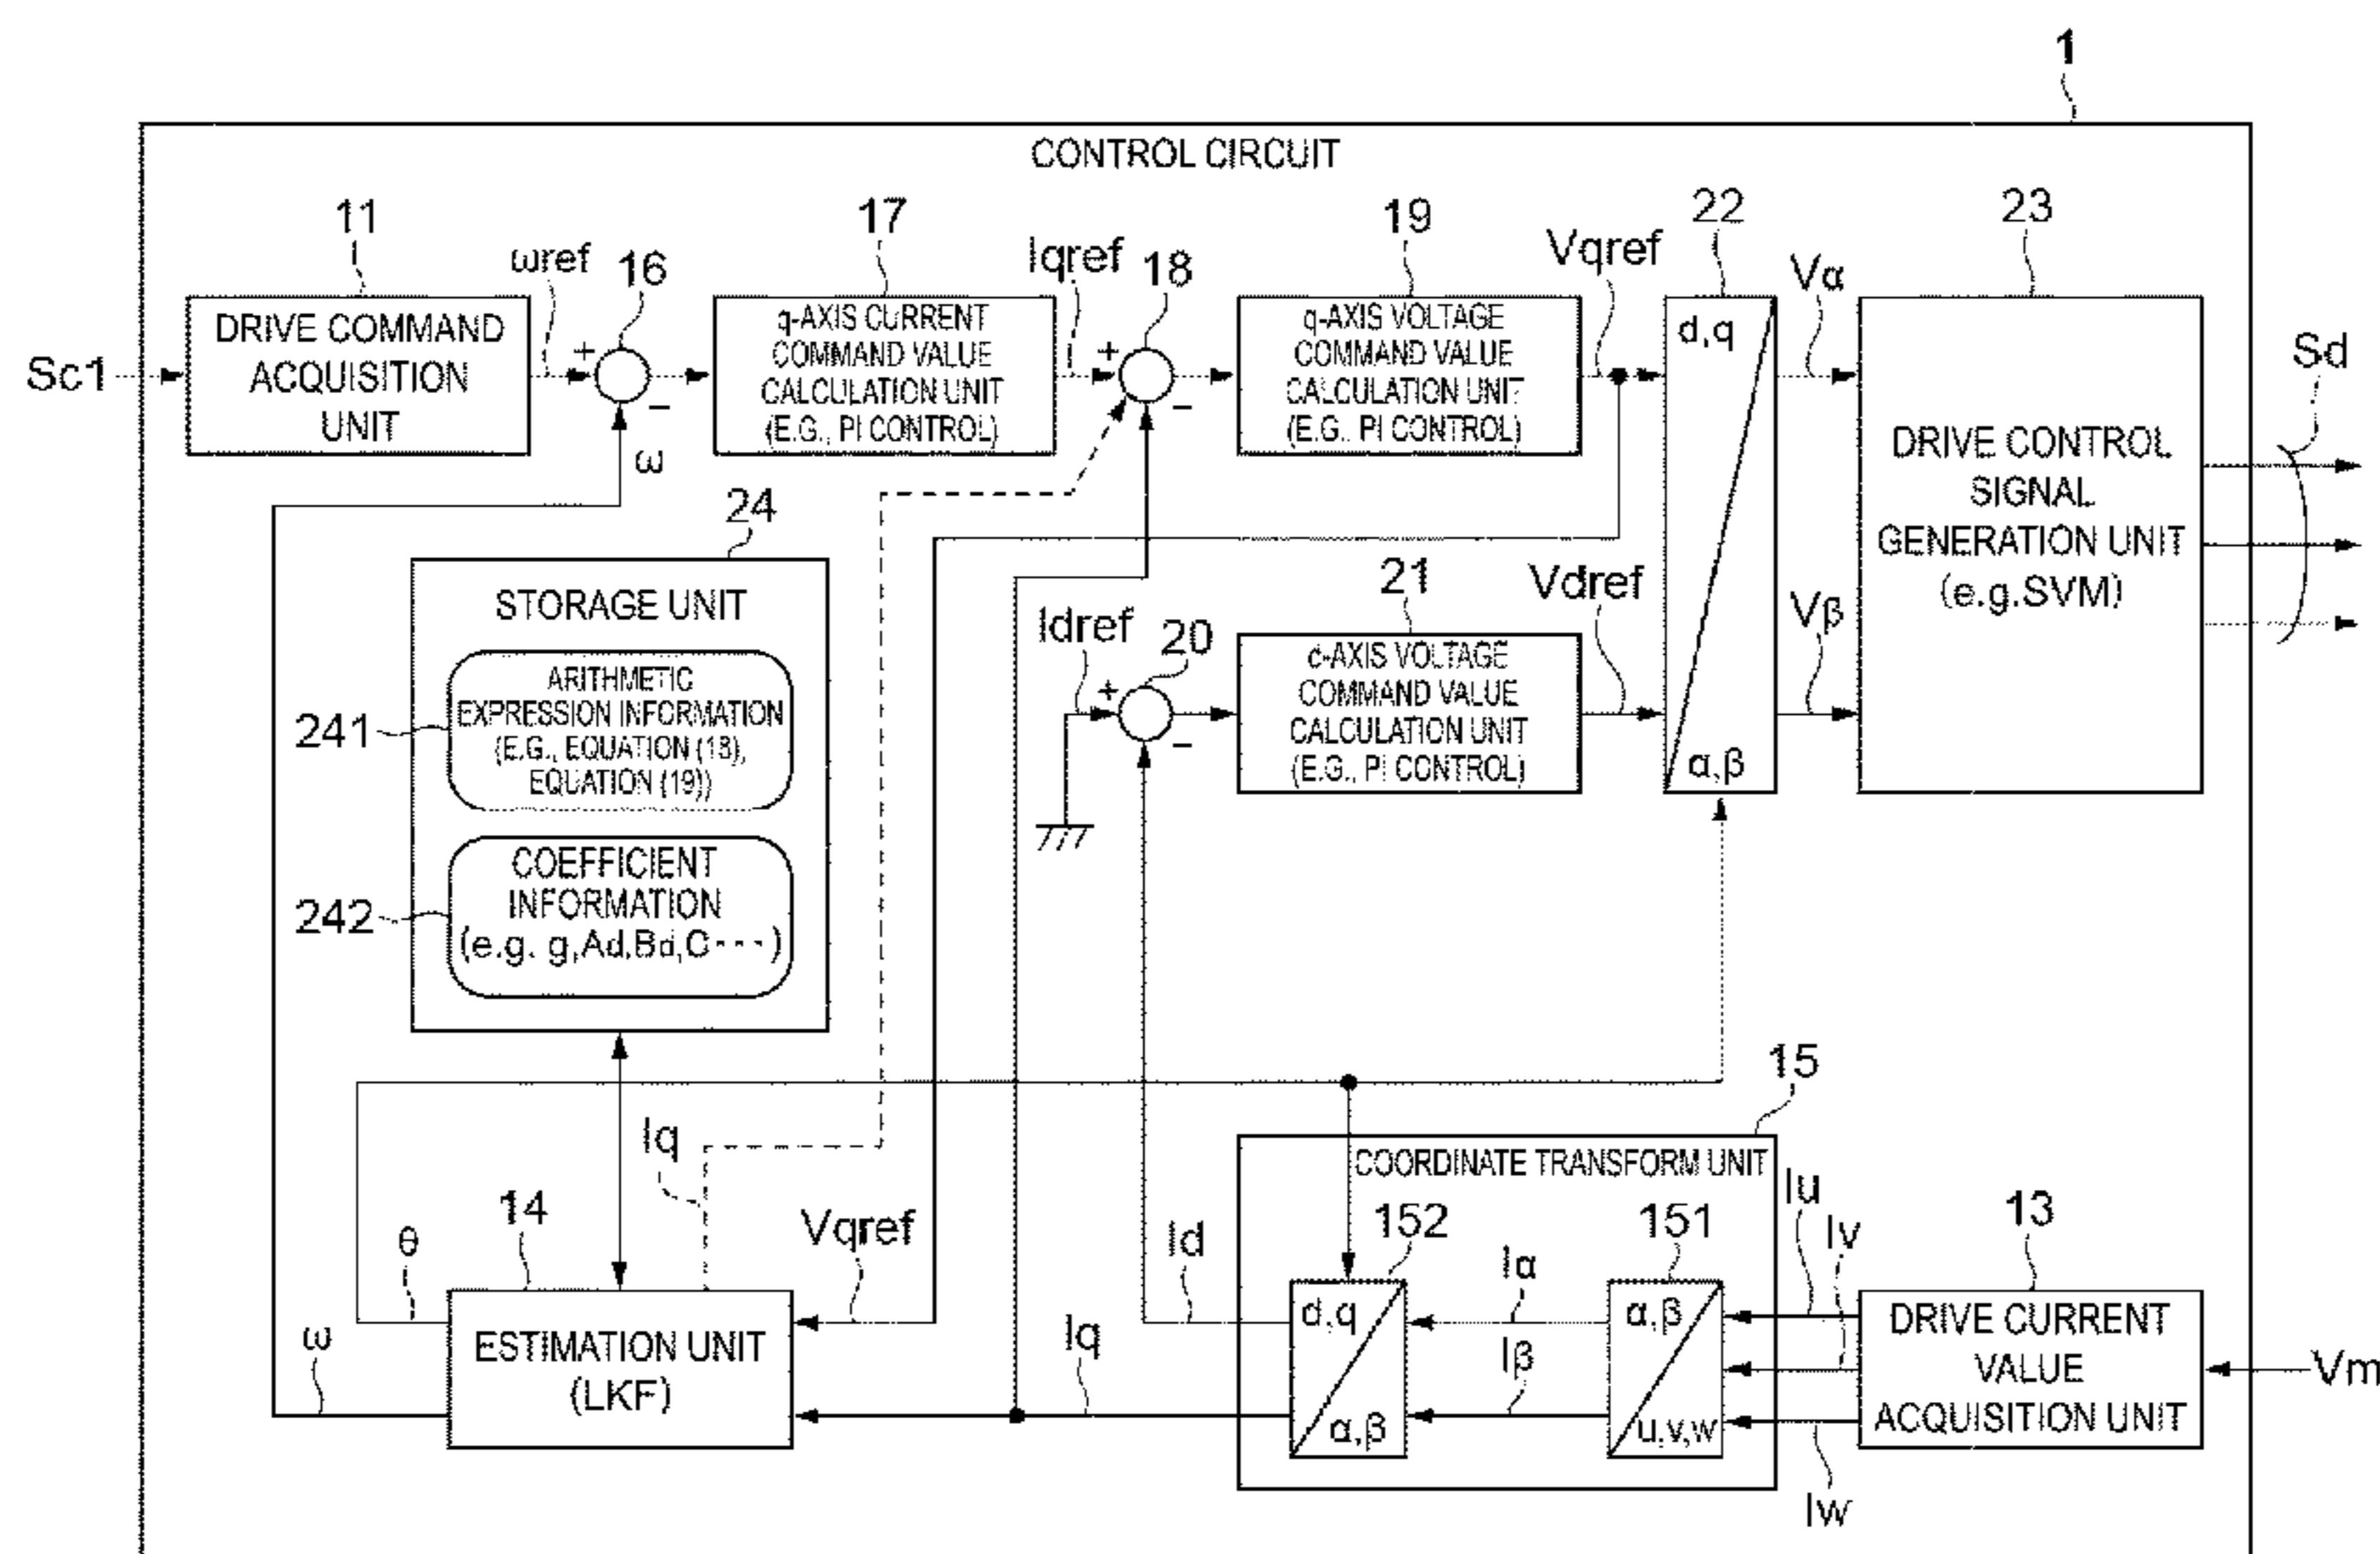 1
CONTROL CIRCUIT
11
17
19
22
23
ωref
16
Iqref
18
Vqref
Vα
Sc1
DRIVE COMMAND
ACQUISITION
UNIT
+
−
ω
q-AXIS CURRENT
COMMAND VALUE
CALCULATION UNIT
(E.G., PI CONTROL)
+
−
q-AXIS VOLTAGE
COMMAND VALUE
CALCULATION UNIT
(E.G., PI CONTROL)
d,q
α,β
DRIVE CONTROL
SIGNAL
GENERATION UNIT
(e.g.SVM)
Sd
24
STORAGE UNIT
241
ARITHMETIC
EXPRESSION INFORMATION
(E.G., EQUATION (18),
EQUATION (19))
242
COEFFICIENT
INFORMATION
(e.g. g,Ad,Bd,C---)
Idref
20
+
−
21
d-AXIS VOLTAGE
COMMAND VALUE
CALCULATION UNIT
(E.G., PI CONTROL)
Vdref
Vβ
15
COORDINATE TRANSFORM UNIT
Iq
14
θ
ω
ESTIMATION UNIT
(LKF)
Vqref
Id
Iq
152
d,q
α,β
Iα
Iβ
151
α,β
u,v,w
Iu
Iv
Iw
13
DRIVE CURRENT
VALUE
ACQUISITION UNIT
Vm